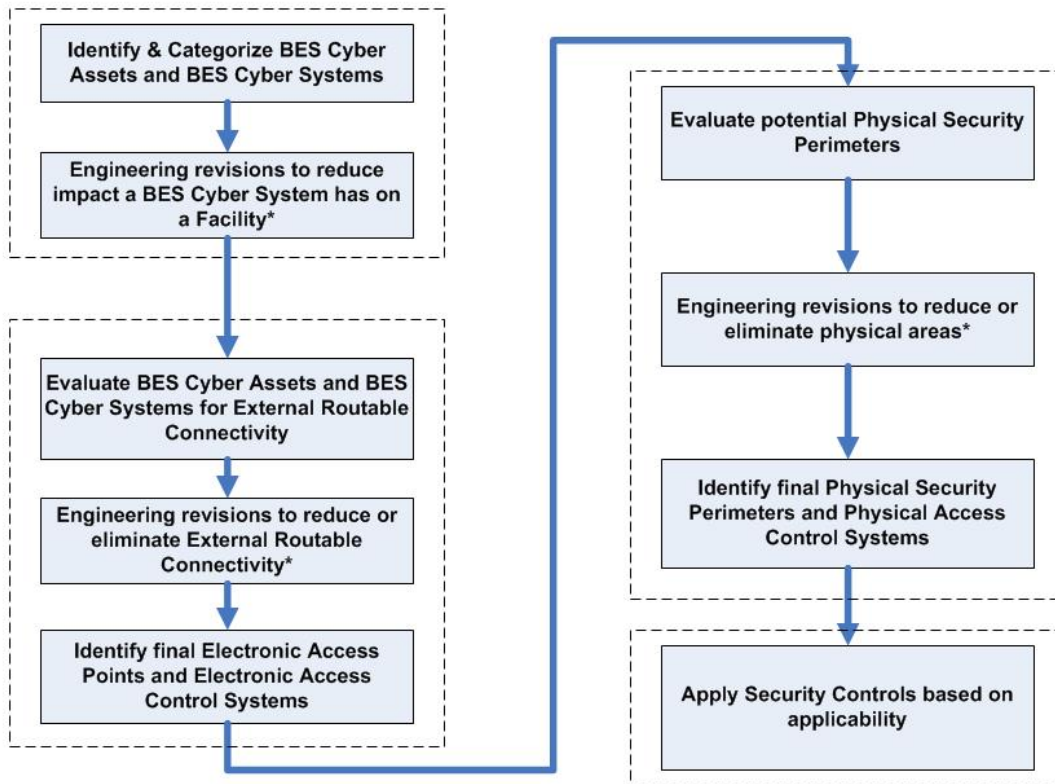 Identify & Categorize BES Cyber
Assets and BES Cyber Systems
Engineering revisions to reduce
impact a BES Cyber System has on
a Facility*
Evaluate BES Cyber Assets and BES
Cyber Systems for External Routable
Connectivity
Engineering revisions to reduce or
eliminate External Routable
Connectivity*
Identify final Electronic Access
Points and Electronic Access
Control Systems
Evaluate potential Physical Security
Perimeters
Engineering revisions to reduce or
eliminate physical areas*
Identify final Physical Security
Perimeters and Physical Access
Control Systems
Apply Security Controls based on
applicability